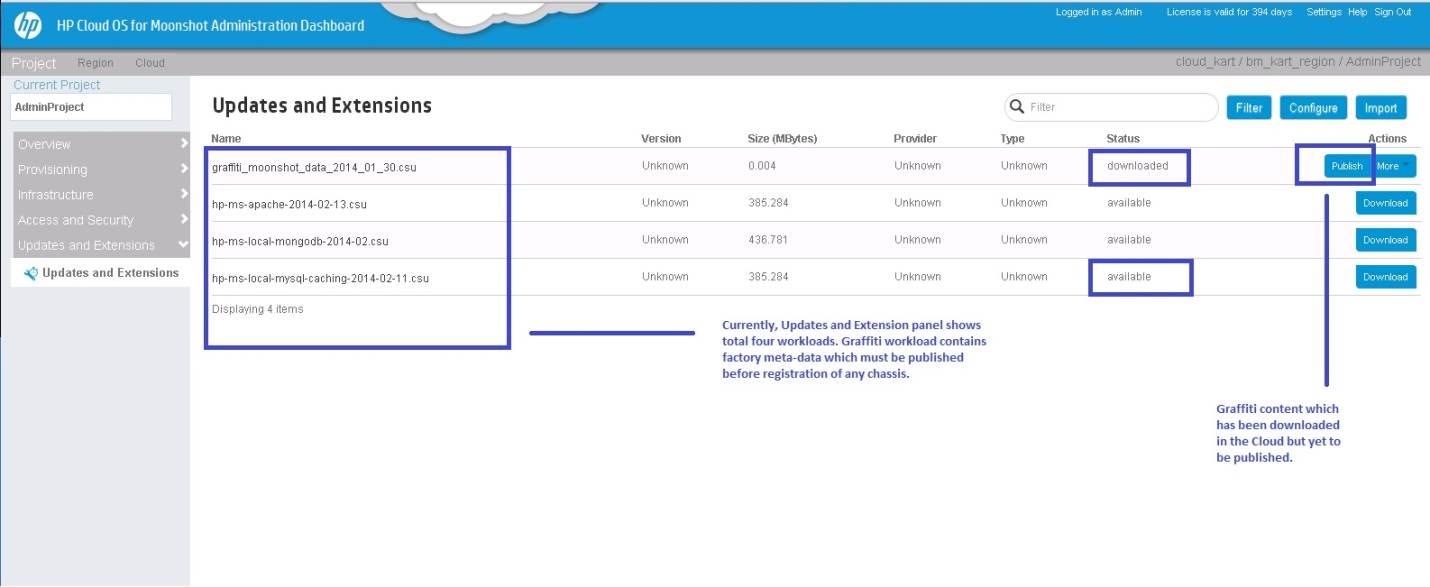 hp HP Cloud OS for Moonshot Administration Dashboard
Logged in as Admin License is valid for 394 days Settings Help Sign Out
Project Region Cloud
cloud_kart / bm_kart_region / AdminProject
Current Project
AdminProject
Overview
Provisioning
Infrastructure
Access and Security
Updates and Extensions
Updates and Extensions
Updates and Extensions
Filter Filter Configure Import
Name Version Size (MBytes) Provider Type Status Actions
graffiti_moonshot_data_2014_01_30.csu Unknown 0.004 Unknown Unknown downloaded Publish More
hp-ms-apache-2014-02-13.csu Unknown 385.284 Unknown Unknown available Download
hp-ms-local-mongodb-2014-02.csu Unknown 436.781 Unknown Unknown available Download
hp-ms-local-mysql-caching-2014-02-11.csu Unknown 385.284 Unknown Unknown available Download
Displaying 4 items
Currently, Updates and Extension panel shows
total four workloads. Graffiti workload contains
factory meta-data which must be published
before registration of any chassis.
Graffiti content which
has been downloaded
in the Cloud but yet to
be published.